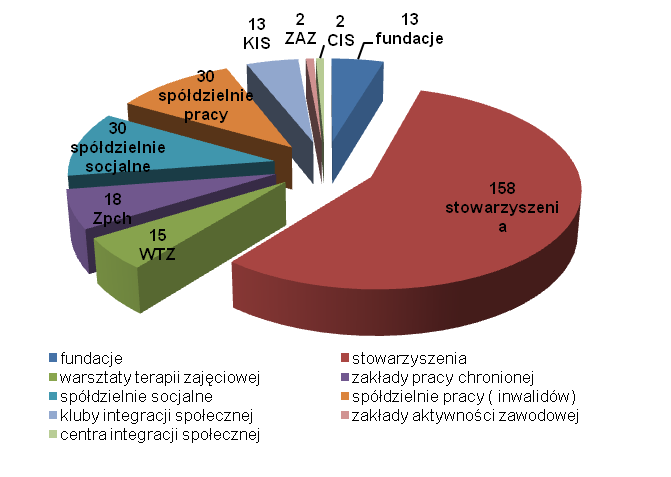 13
KIS
2
ZAZ
2
CIS
13
fundacje
30
spółdzielnie
pracy
30
spółdzielnie
socjalne
18
Zpch
15
WTZ
158
stowarzyszeni
a
fundacje
stowarzyszenia
warsztaty terapii zajęciowej
zakłady pracy chronionej
spółdzielnie socjalne
spółdzielnie pracy ( inwalidów)
kluby integracji społecznej
zakłady aktywności zawodowej
centra integracji społecznej